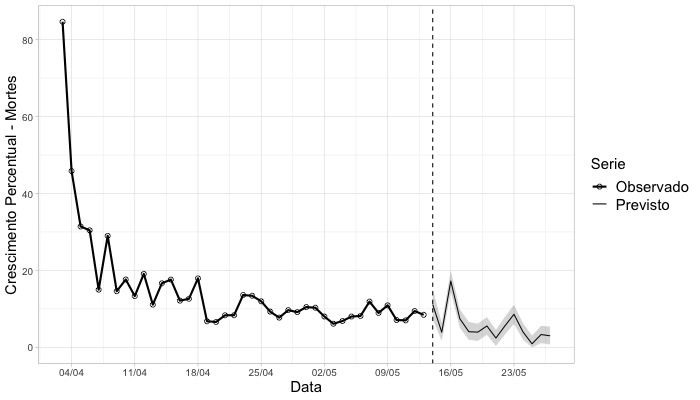 Crescimento Percentual - Mortes
80
60
40
20
0
04/04 11/04 18/04 25/04 02/05 09/05 16/05 23/05
Data
Serie
Observado
Previsto